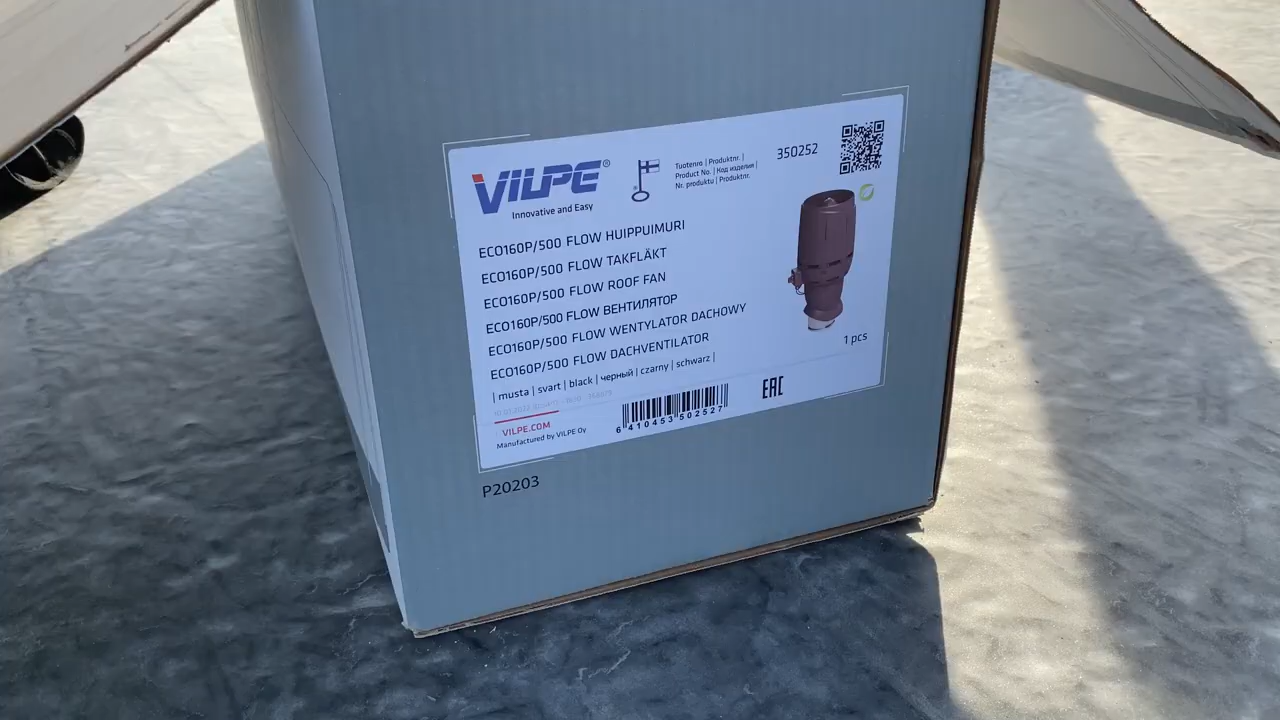 VILPE®
Innovative and Easy
Tuotenro | Produktnr. |
Product No. | Код изделия |
Nr. produktu | Produktnr.
350252
ECO160P/500 FLOW HUIPPUIMURI
ECO160P/500 FLOW TAKFLÄKT
ECO160P/500 FLOW ROOF FAN
ECO160P/500 FLOW ВЕНТИЛЯТОР
ECO160P/500 FLOW WENTYLATOR DACHOWY
ECO160P/500 FLOW DACHVENTILATOR
| musta | svart | black | черный | czarny | schwarz |
1 pcs
VILPE.COM
Manufactured by VILPE Oy
6 410453 502527
EAC
P20203